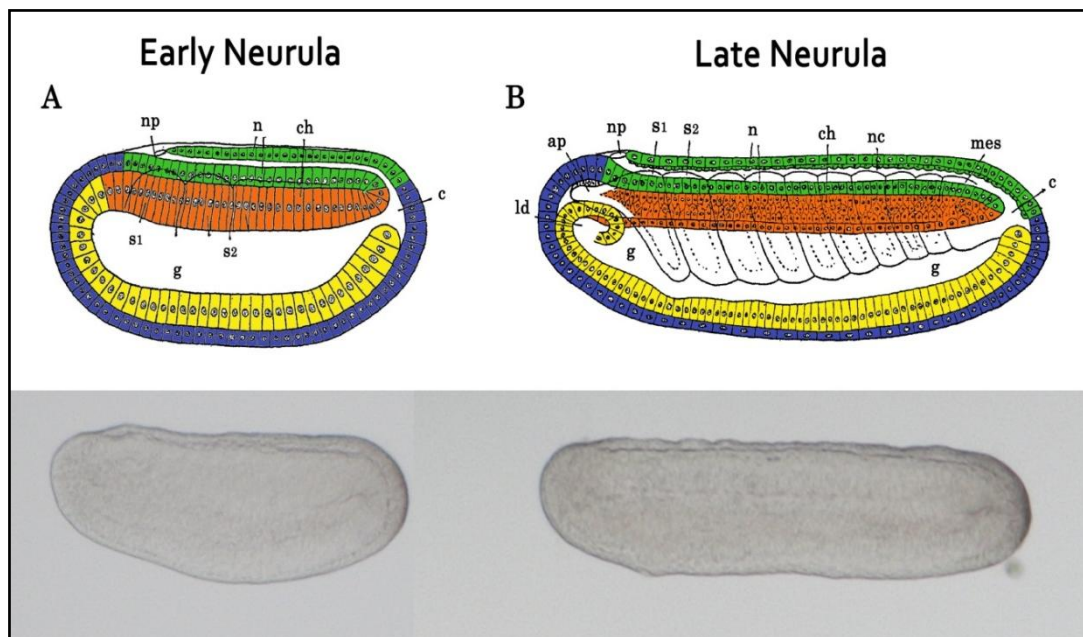 Early Neurula
Late Neurula
A
np
n
ch
c
s1
s2
g
B
ap
np
s1
s2
n
ch
nc
mes
c
ld
g
g